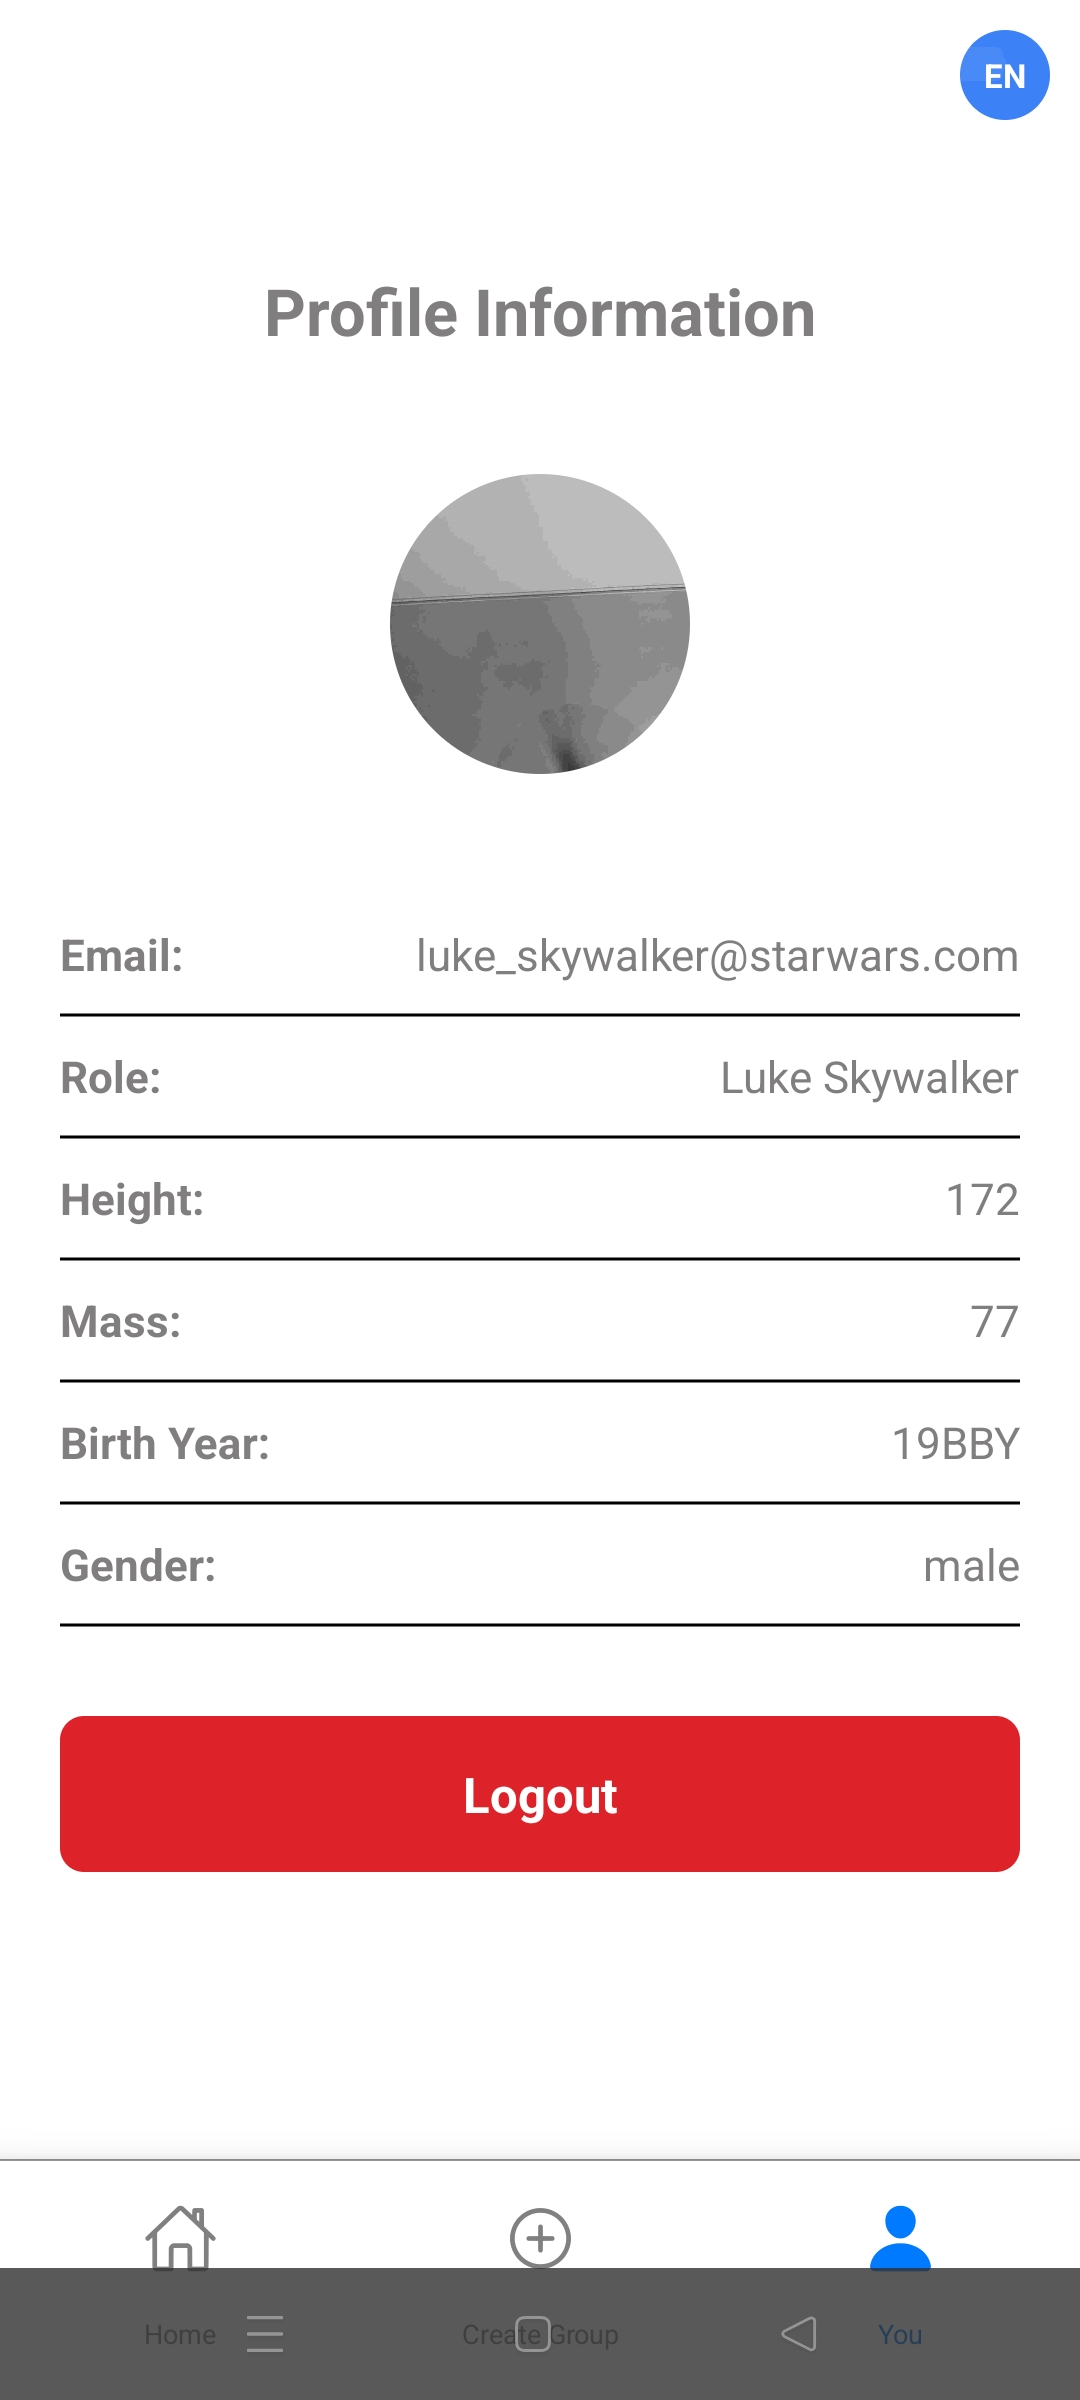 EN
Profile Information
Email: luke_skywalker@starwars.com
Role: Luke Skywalker
Height: 172
Mass: 77
Birth Year: 19BBY
Gender: male
Logout
Home Create Group You